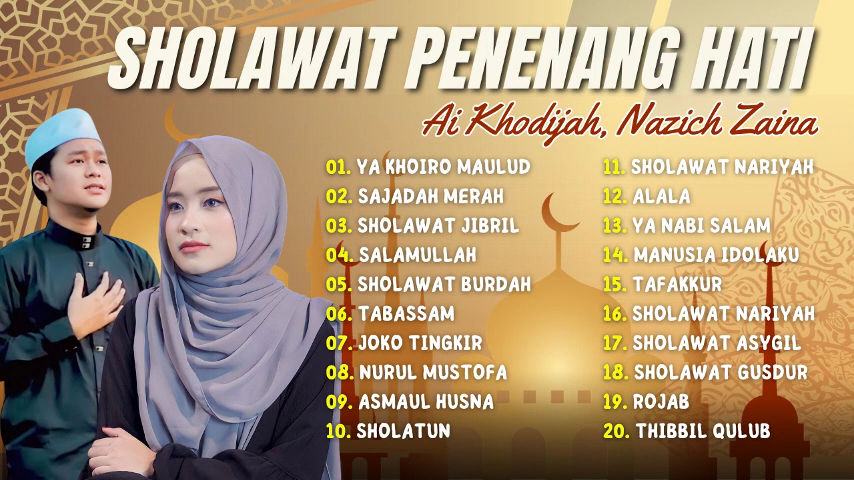 SHOLAWAT PENENANG HATI
Ai Khodijah, Nazich Zaina
01. YA KHOIRO MAULUD
02. SAJADAH MERAH
03. SHOLAWAT JIBRIL
04. SALAMULLAH
05. SHOLAWAT BURDAH
06. TABASSAM
07. JOKO TINGKIR
08. NURUL MUSTOFA
09. ASMAUL HUSNA
10. SHOLATUN
11. SHOLAWAT NARIYAH
12. ALALA
13. YA NABI SALAM
14. MANUSIA IDOLAKU
15. TAFAKKUR
16. SHOLAWAT NARIYAH
17. SHOLAWAT ASYGIL
18. SHOLAWAT GUSDUR
19. ROJAB
20. THIBBIL QULUB